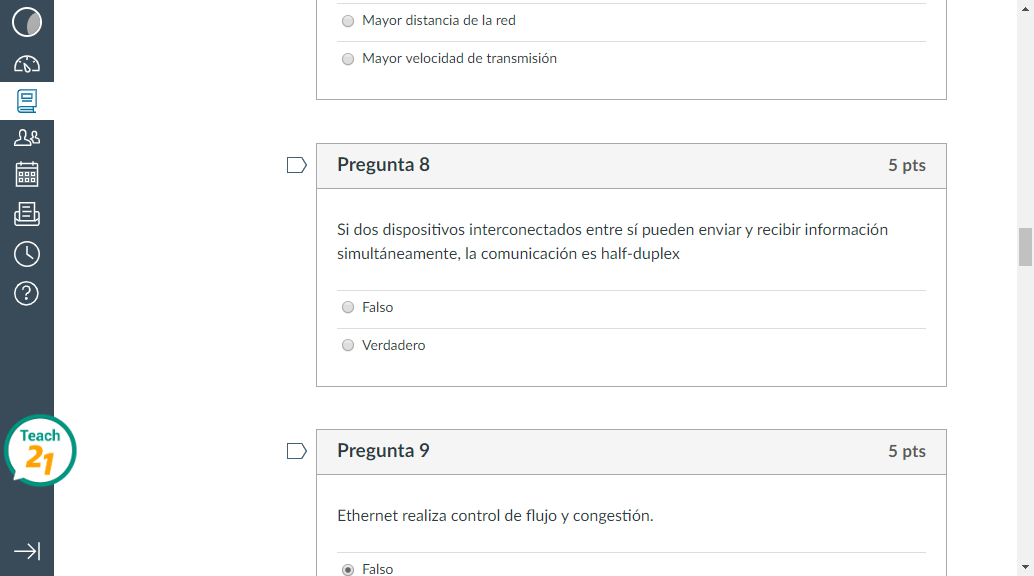 Mayor distancia de la red
Mayor velocidad de transmisión
Pregunta 8
5 pts
Si dos dispositivos interconectados entre sí pueden enviar y recibir información
simultáneamente, la comunicación es half-duplex
Falso
Verdadero
Teach
21
Pregunta 9
5 pts
Ethernet realiza control de flujo y congestión.
Falso